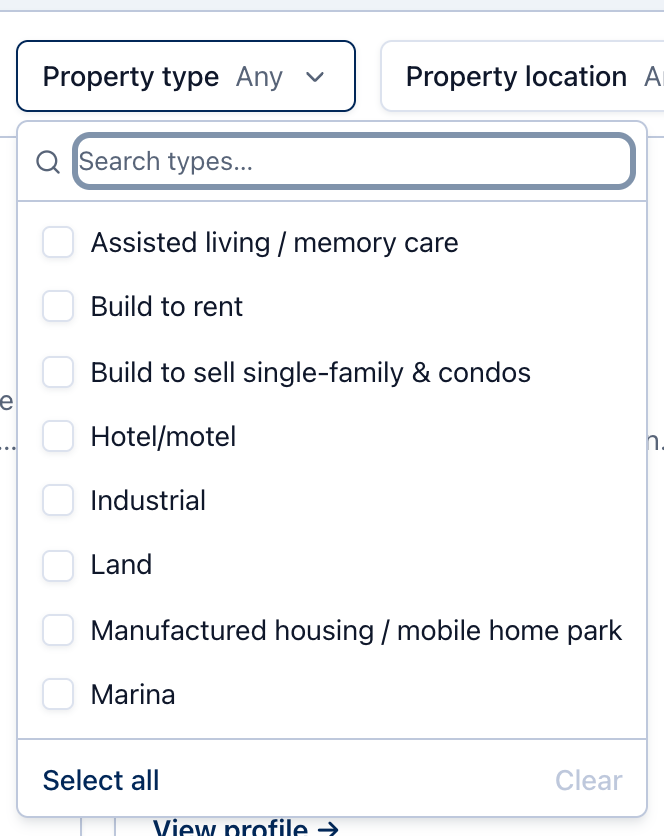 Property type Any
Property location
Search types...
Assisted living / memory care
Build to rent
Build to sell single-family & condos
Hotel/motel
Industrial
Land
Manufactured housing / mobile home park
Marina
Select all
Clear
View profile →